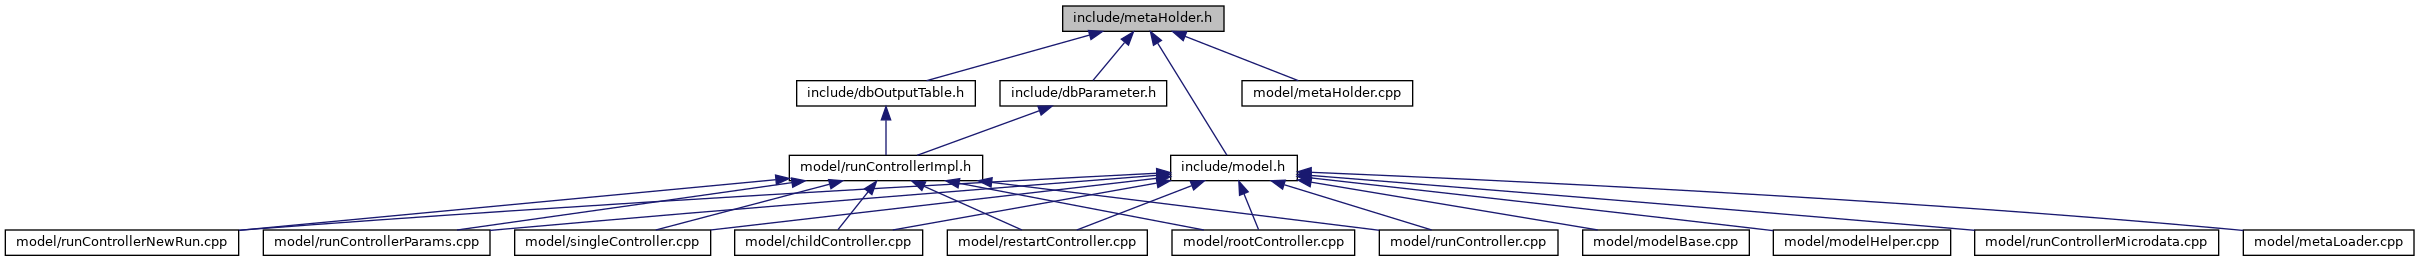 include/metaHolder.h
include/dbOutputTable.h
include/dbParameter.h
model/metaHolder.cpp
model/runControllerImpl.h
include/model.h
model/runControllerNewRun.cpp
model/runControllerParams.cpp
model/singleController.cpp
model/childController.cpp
model/restartController.cpp
model/rootController.cpp
model/runController.cpp
model/modelBase.cpp
model/modelHelper.cpp
model/runControllerMicrodata.cpp
model/metaLoader.cpp